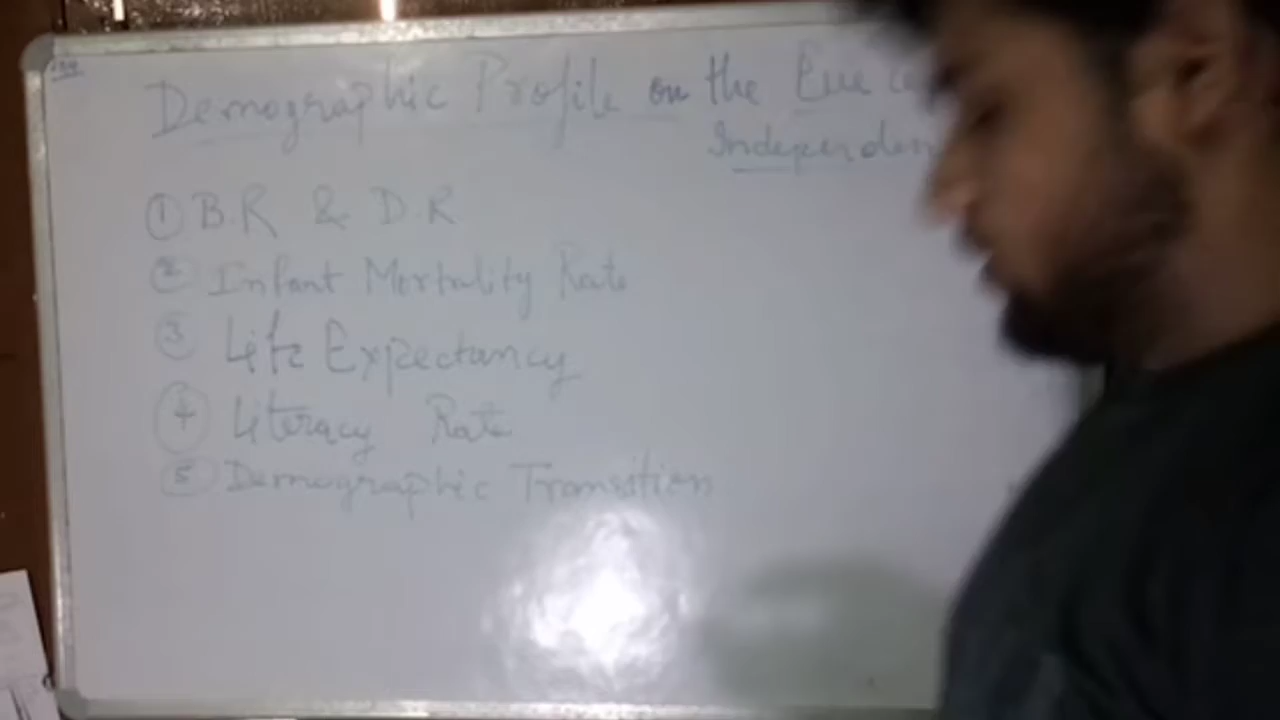 Demographic Profile on the Eve
Independen
① B.R & D.R
② Infant Mortality Rate
③ Life Expectancy
④ Literacy Rate
⑤ Demographic Transition